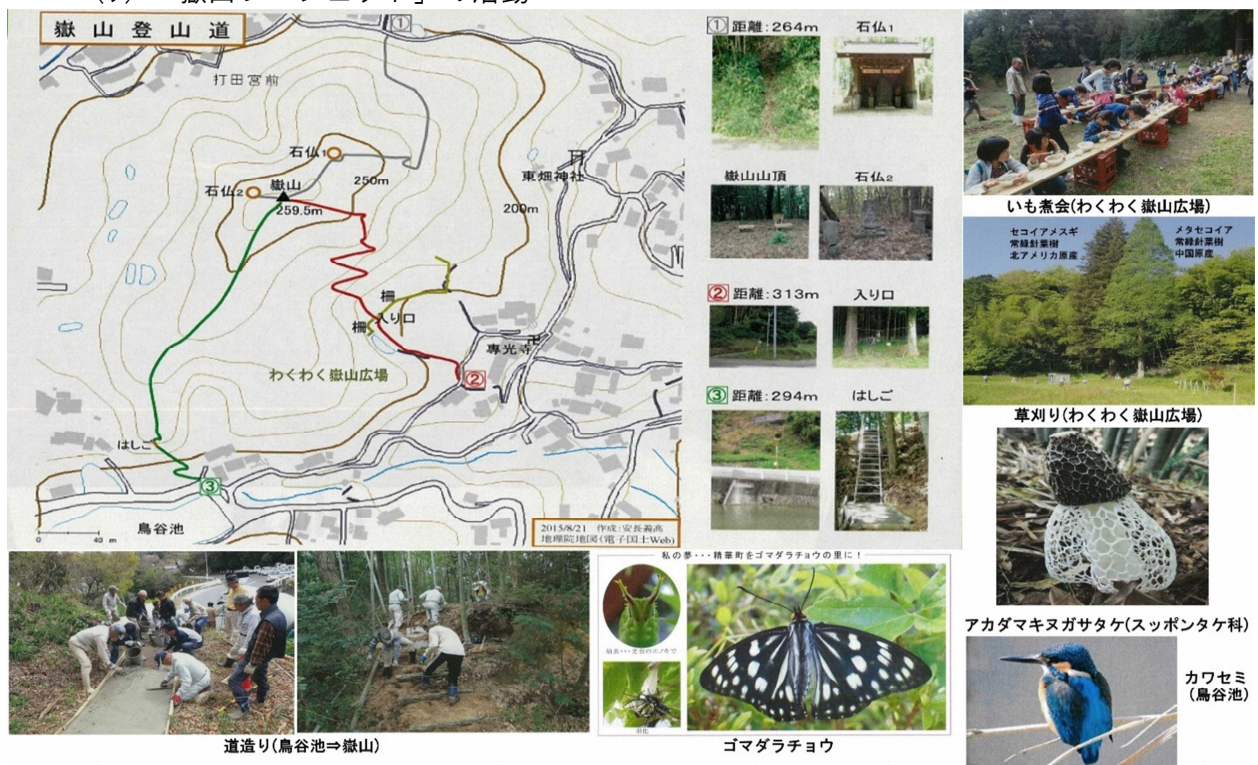 嶽山登山道
①
打田宮前
石仏1
石仏2
嶽山
259.5m
250m
200m
東畑神社
柵
入り口
柵
専光寺
②
わくわく嶽山広場
はしご
③
鳥谷池
0 40 m
2015/8/21 作成:安長義高
地理院地図(電子国土Web)
① 距離:264m
石仏1
嶽山山頂
石仏2
② 距離:313m
入り口
③ 距離:294m
はしご
いも煮会(わくわく嶽山広場)
セコイアメスギ
常緑針葉樹
北アメリカ原産
メタセコイア
常緑針葉樹
中国原産
草刈り(わくわく嶽山広場)
アカダマキヌガサタケ(スッポンタケ科)
カワセミ
(鳥谷池)
道造り(鳥谷池⇒嶽山)
私の夢・・・精華町をゴマダラチョウの里に!
羽化
ゴマダラチョウ